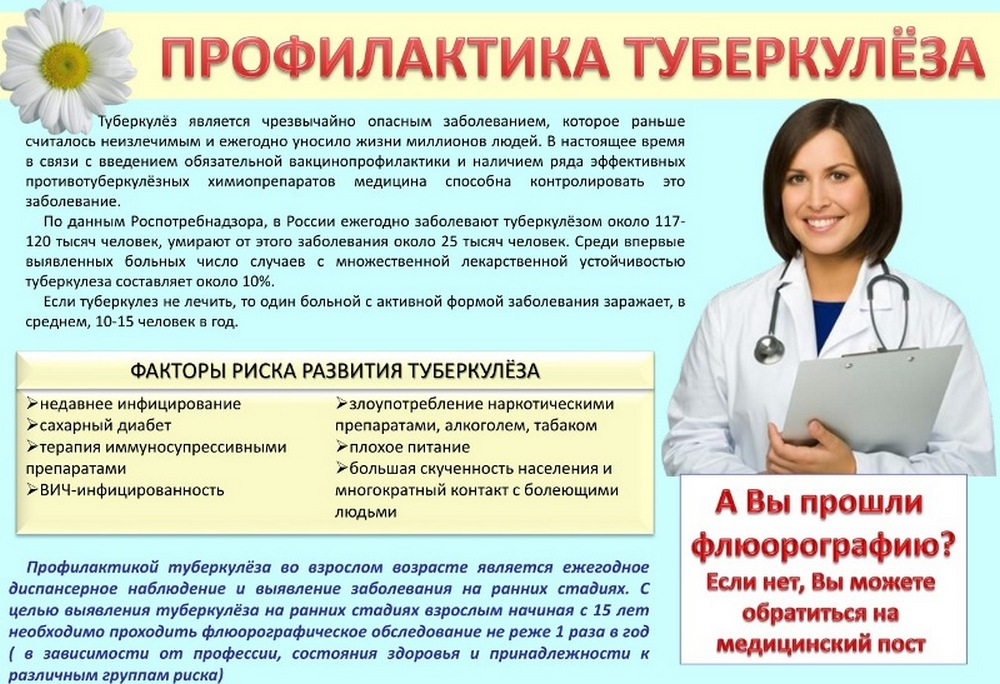 ПРОФИЛАКТИКА ТУБЕРКУЛЁЗА
Туберкулёз является чрезвычайно опасным заболеванием, которое раньше
считалось неизлечимым и ежегодно уносило жизни миллионов людей. В настоящее время
в связи с введением обязательной вакцинопрофилактики и наличием ряда эффективных
противотуберкулёзных химиопрепаратов медицина способна контролировать это
заболевание.
По данным Роспотребнадзора, в России ежегодно заболевают туберкулёзом около 117-
120 тысяч человек, умирают от этого заболевания около 25 тысяч человек. Среди впервые
выявленных больных число случаев с множественной лекарственной устойчивостью
туберкулеза составляет около 10%.
Если туберкулез не лечить, то один больной с активной формой заболевания заражает, в
среднем, 10-15 человек в год.
ФАКТОРЫ РИСКА РАЗВИТИЯ ТУБЕРКУЛЁЗА
➢недавнее инфицирование
➢сахарный диабет
➢терапия иммуносупрессивными
препаратами
➢ВИЧ-инфицированность
➢злоупотребление наркотическими
препаратами, алкоголем, табаком
➢плохое питание
➢большая скученность населения и
многократный контакт с болеющими
людьми
Профилактикой туберкулёза во взрослом возрасте является ежегодное
диспансерное наблюдение и выявление заболевания на ранних стадиях. С
целью выявления туберкулёза на ранних стадиях взрослым начиная с 15 лет
необходимо проходить флюорографическое обследование не реже 1 раза в год
( в зависимости от профессии, состояния здоровья и принадлежности к
различным группам риска)
А Вы прошли
флюорографию?
Если нет, Вы можете
обратиться на
медицинский пост